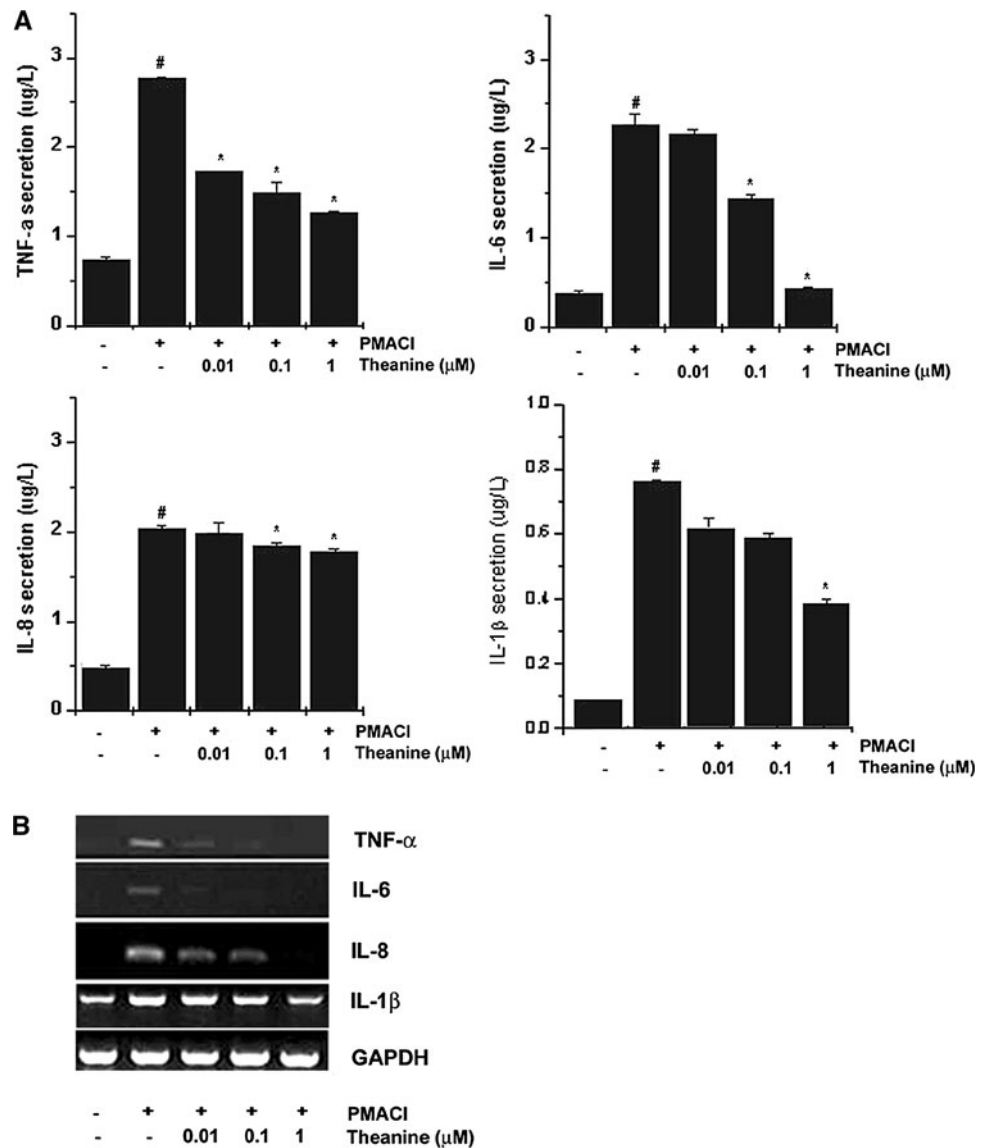 A
TNF-a secretion (ug/L)
3
2
1
0
#
*
*
*
- + + + + PMACI
- - 0.01 0.1 1 Theanine (μM)
IL-6 secretion (ug/L)
3
2
1
0
#
*
*
- + + + + PMACI
- - 0.01 0.1 1 Theanine (μM)
IL-8 secretion (ug/L)
3
2
1
0
#
*
*
- + + + + PMACI
- - 0.01 0.1 1 Theanine (μM)
IL-1β secretion (ug/L)
1.0
0.8
0.6
0.4
0.2
0.0
#
*
- + + + + PMACI
- - 0.01 0.1 1 Theanine (μM)
B
TNF-α
IL-6
IL-8
IL-1β
GAPDH
- + + + + PMACI
- - 0.01 0.1 1 Theanine (μM)